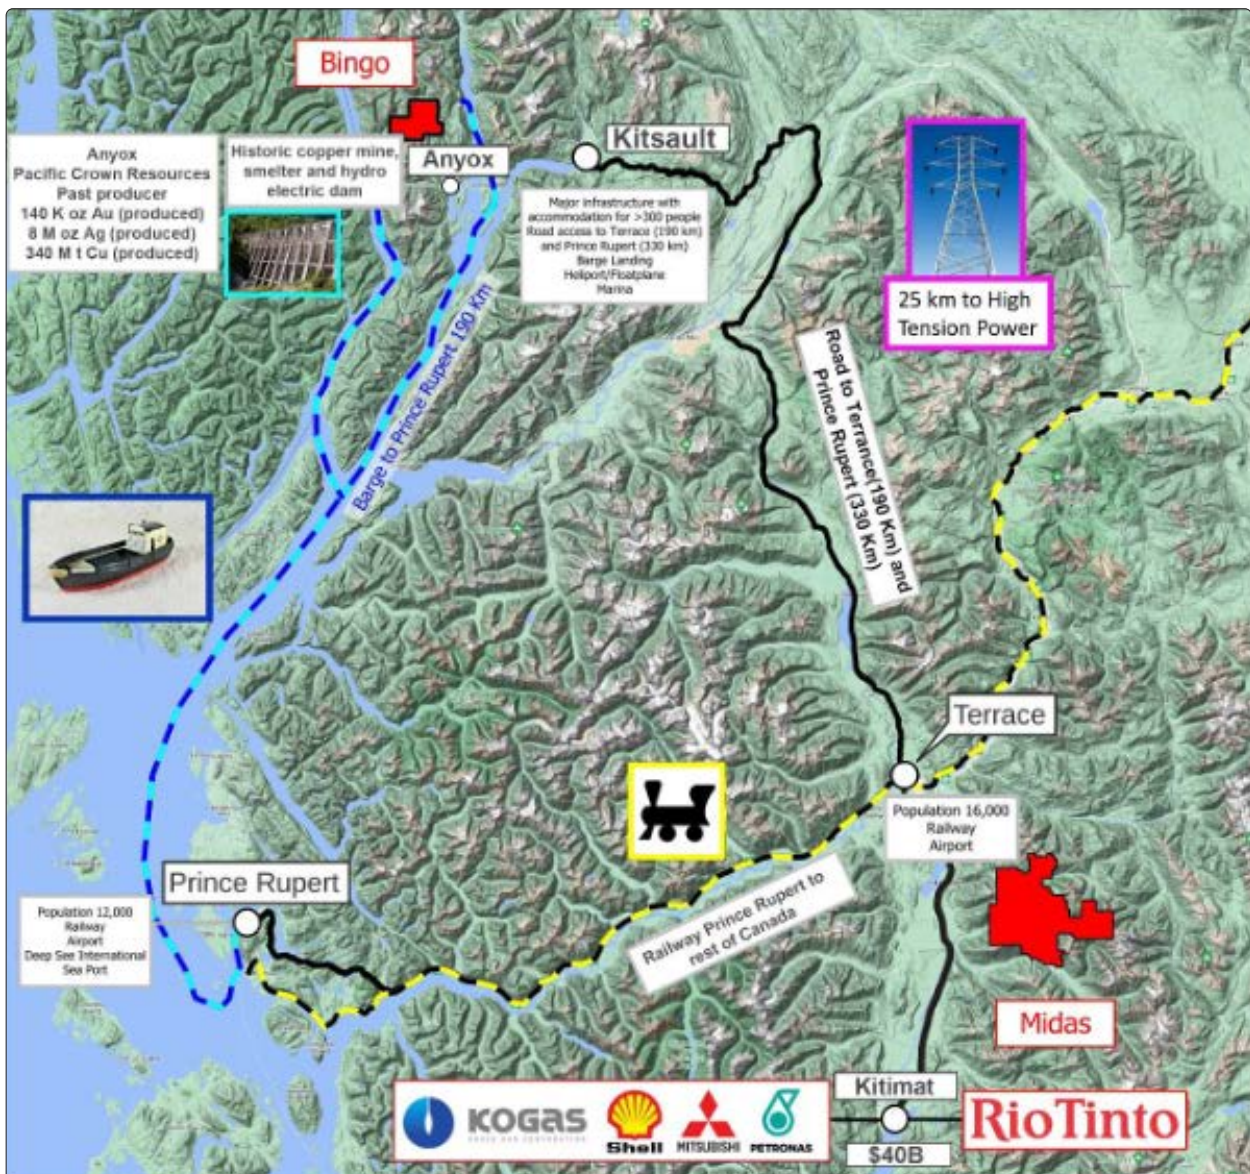 Bingo
Anyox
Pacific Crown Resources
Past producer
140 K oz Au (produced)
8 M oz Ag (produced)
340 M t Cu (produced)
Historic copper mine,
smelter and hydro
electric dam
Anyox
Kitsault
Major infrastructure with
accommodation for >300 people
Road access to Terrace (190 km)
and Prince Rupert (330 km)
Barge Landing
Heliport/Floatplane
Marina
25 km to High
Tension Power
Barge to Prince Rupert 190 Km
Road to Terrance(190 Km) and
Prince Rupert (330 Km)
Terrace
Population 16,000
Railway
Airport
Prince Rupert
Population 12,000
Railway
Airport
Deep See International
Sea Port
Railway Prince Rupert to
rest of Canada
Midas
KOGAS
Shell
MITSUBISHI
PETRONAS
Kitimat
$40B
RioTinto